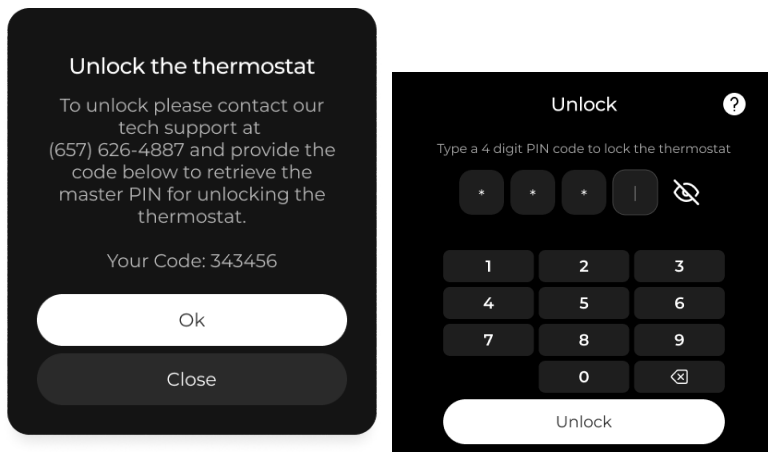 Unlock the thermostat
To unlock please contact our
tech support at
(657) 626-4887 and provide the
code below to retrieve the
master PIN for unlocking the
thermostat.
Your Code: 343456
Ok
Close
Unlock
?
Type a 4 digit PIN code to lock the thermostat
* * *
1 2 3
4 5 6
7 8 9
0
Unlock